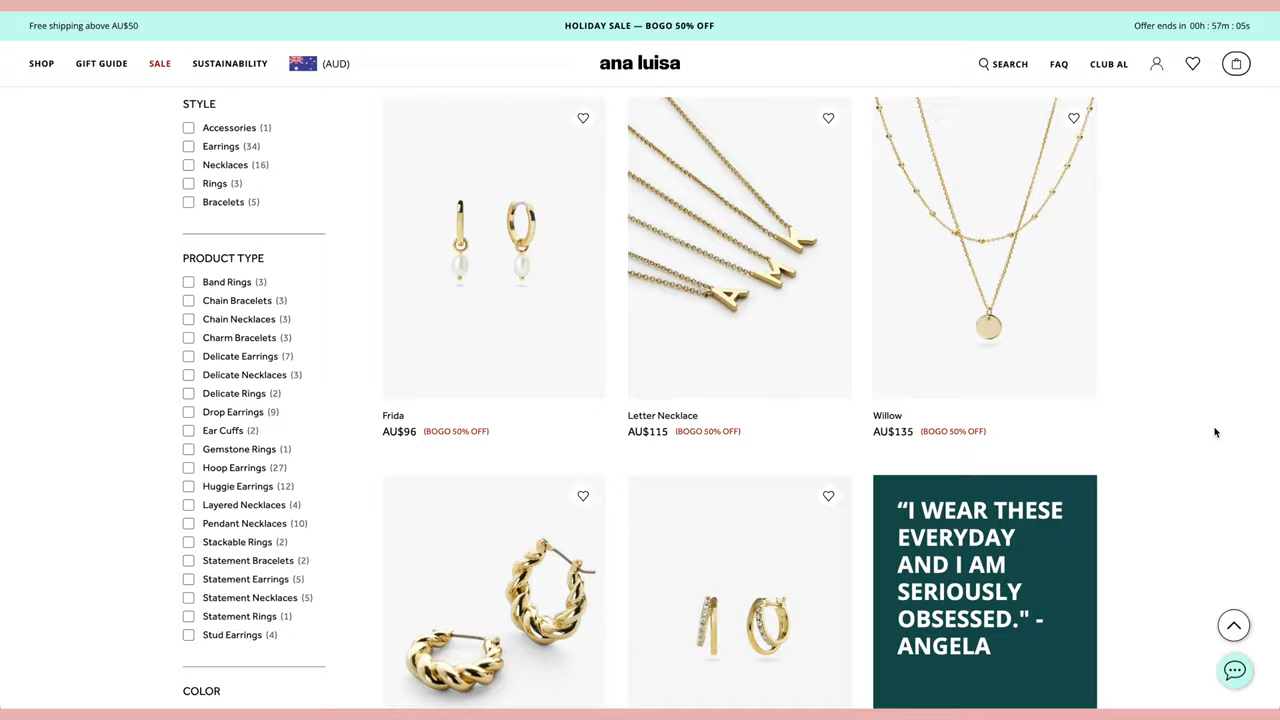 Free shipping above AU$50
HOLIDAY SALE — BOGO 50% OFF
Offer ends in 00h : 57m : 05s
SHOP GIFT GUIDE SALE SUSTAINABILITY (AUD)
ana luisa
SEARCH FAQ CLUB AL
STYLE
Accessories (1)
Earrings (34)
Necklaces (16)
Rings (3)
Bracelets (5)
PRODUCT TYPE
Band Rings (3)
Chain Bracelets (3)
Chain Necklaces (3)
Charm Bracelets (3)
Delicate Earrings (7)
Delicate Necklaces (3)
Delicate Rings (2)
Drop Earrings (9)
Ear Cuffs (2)
Gemstone Rings (1)
Hoop Earrings (27)
Huggie Earrings (12)
Layered Necklaces (4)
Pendant Necklaces (10)
Stackable Rings (2)
Statement Bracelets (2)
Statement Earrings (5)
Statement Necklaces (5)
Statement Rings (1)
Stud Earrings (4)
COLOR
A M K
Frida
AU$96 (BOGO 50% OFF)
Letter Necklace
AU$115 (BOGO 50% OFF)
Willow
AU$135 (BOGO 50% OFF)
“I WEAR THESE
EVERYDAY
AND I AM
SERIOUSLY
OBSESSED." -
ANGELA